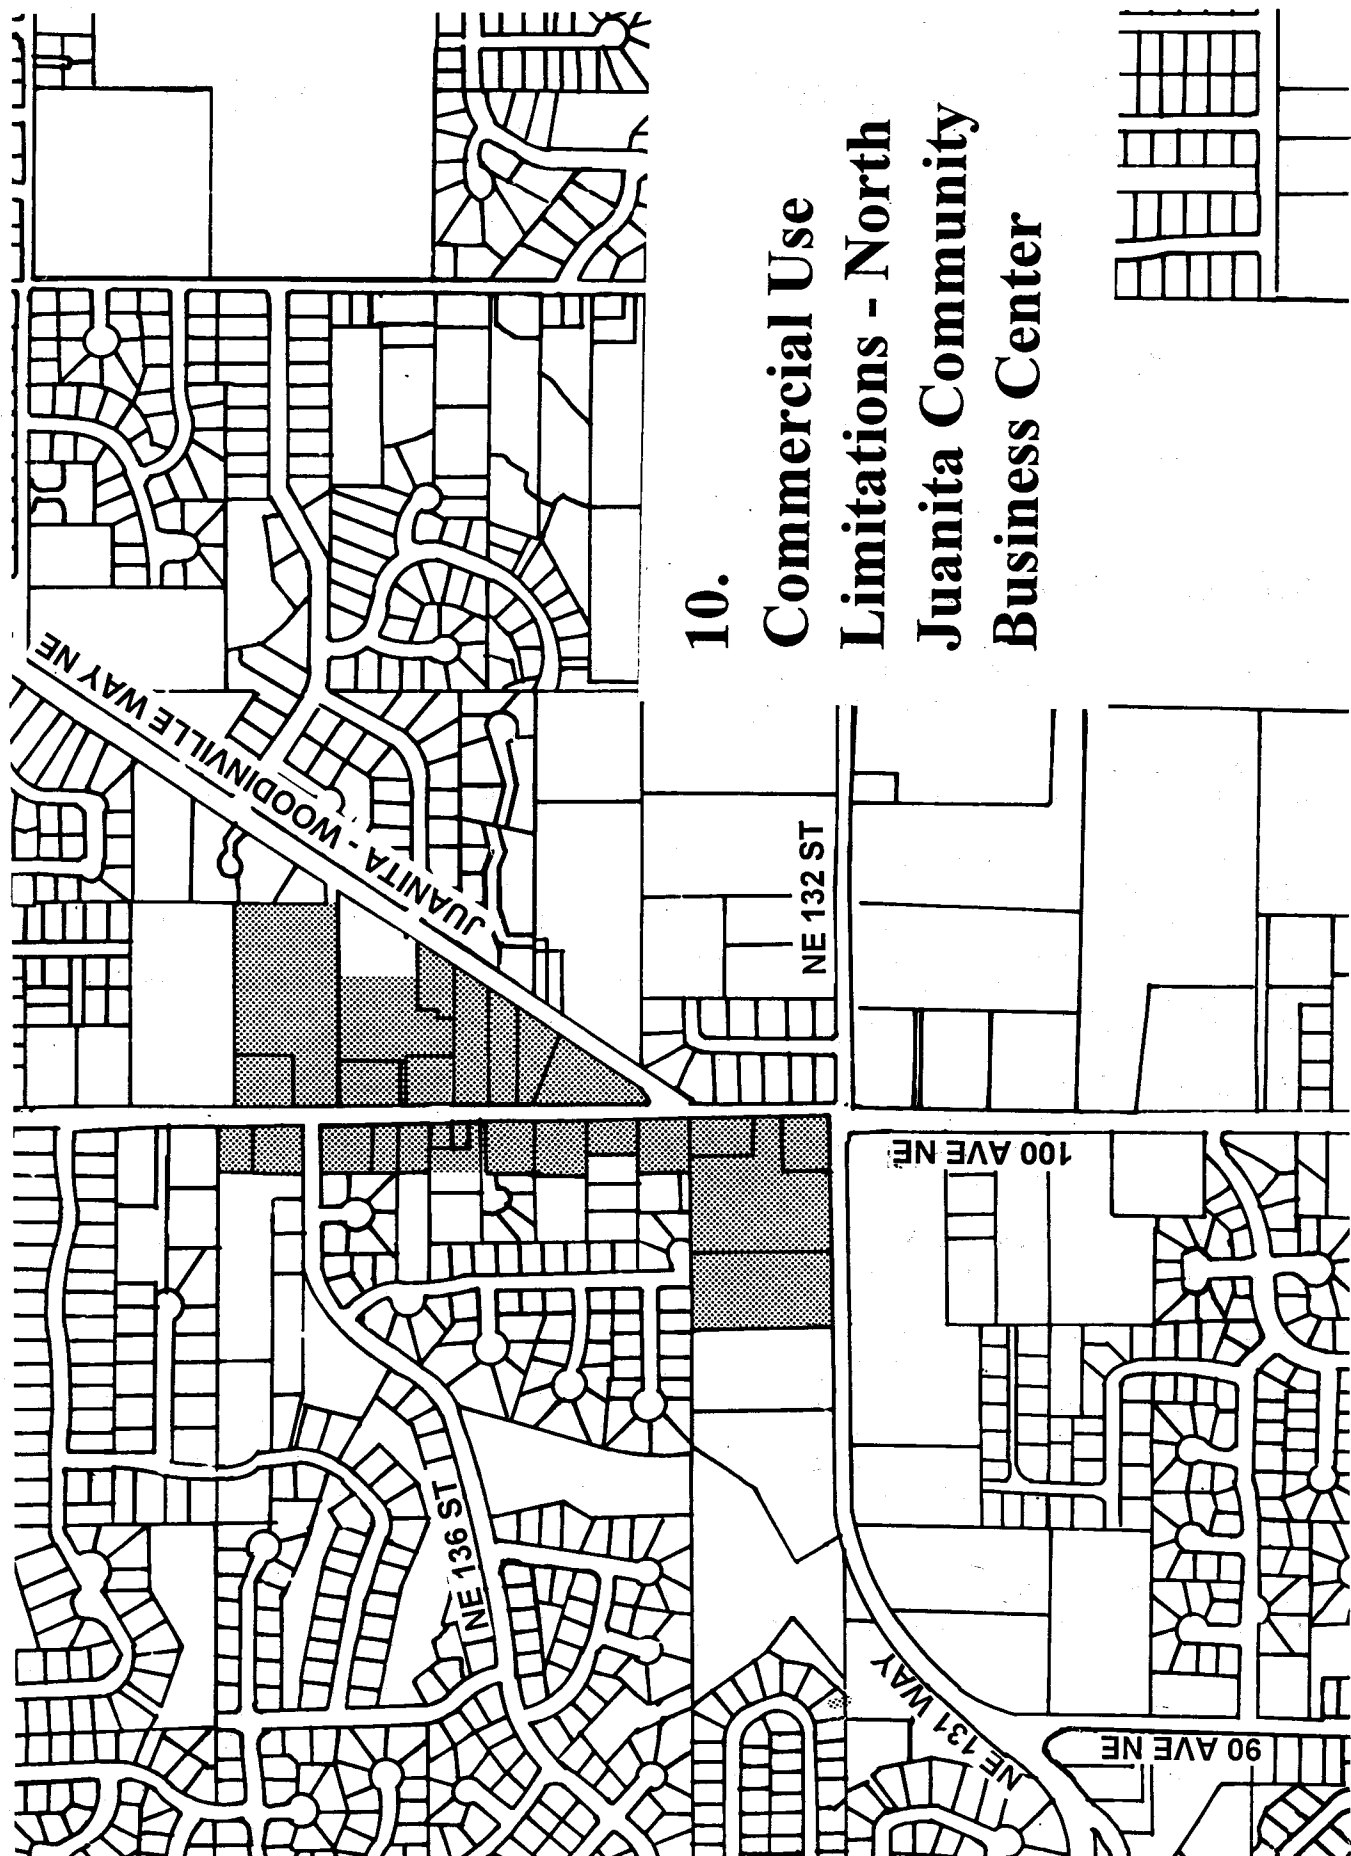 10.
Commercial Use
Limitations - North
Juanita Community
Business Center
JUANITA - WOODINVILLE WAY NE
NE 132 ST
100 AVE NE
NE 136 ST
NE 131 WAY
90 AVE NE